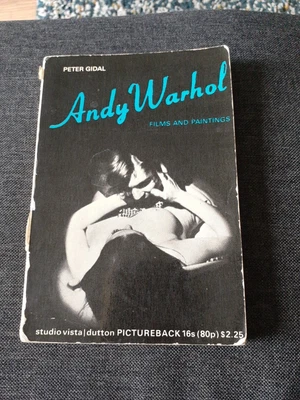 PETER GIDAL
Andy Warhol
FILMS AND PAINTINGS
studio vista|dutton PICTUREBACK 16s (80p) $2.25